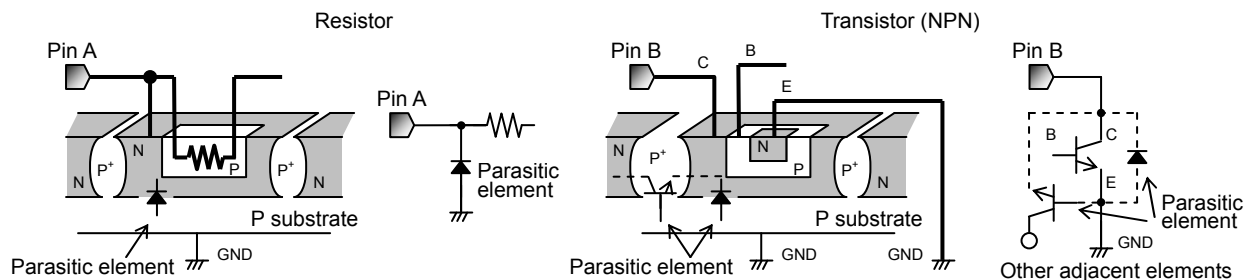 Resistor
Pin A
N
N
P+
P
P+
N
Parasitic element
P substrate
GND
Pin A
Parasitic
element
Transistor (NPN)
Pin B
C
B
E
N
N
P+
N
P
P+
N
P substrate
Parasitic element
GND
GND
Pin B
B
C
E
Parasitic
element
GND
Other adjacent elements